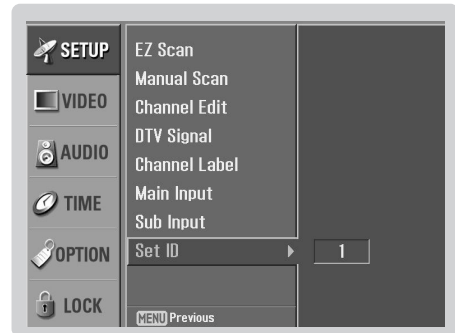 SETUP
VIDEO
AUDIO
TIME
OPTION
LOCK
EZ Scan
Manual Scan
Channel Edit
DTV Signal
Channel Label
Main Input
Sub Input
Set ID
1
MENU Previous